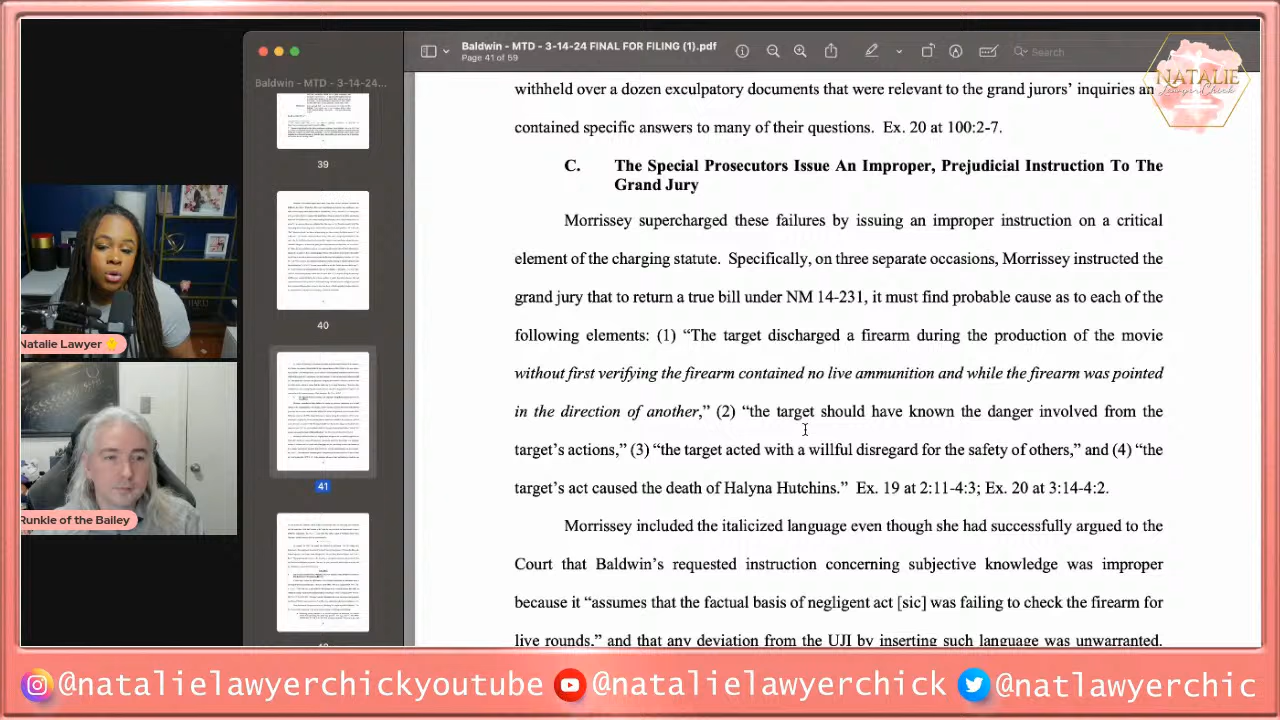 Baldwin - MTD - 3-14-24 FINAL FOR FILING (1).pdf
Page 41 of 59
Search
NATALIE
LawyerChick
Baldwin - MTD - 3-14-24...
39
40
41
withheld over a dozen exculpatory documents that were relevant to the grand jurors' inquiries and
contained specific answers to many of their questions. Ex. 20 at 100:2-7.
C. The Special Prosecutors Issue An Improper, Prejudicial Instruction To The
Grand Jury
Morrissey supercharged these failures by issuing an improper instruction on a critical
element of the charging statute. Specifically, on three separate occasions, Morrissey instructed the
grand jury that to return a true bill under NM 14-231, it must find probable cause as to each of the
following elements: (1) "The target discharged a firearm during the production of the movie
without first verifying the firearm contained no live ammunition and while the firearm was pointed
in the direction of another," (2) "the target should have known the danger involved from the
target's actions," (3) "the target acted with a willful disregard for the safety of others," and (4) "the
target's act caused the death of Halyna Hutchins." Ex. 19 at 2:11-4:3; Ex. 20 at 3:14-4:2.
Morrissey included the italicized language even though she had successfully argued to the
Court that Baldwin's requested instruction concerning subjective knowledge was improper
because it "assumes that the failure of negligent act [sic] was failing to check the firearm for
live rounds." and that any deviation from the UJI by inserting such language was unwarranted.
Natalie Lawyer
Runkle of the Bailey
@natalielawyerchickyoutube
@natalielawyerchick
@natlawyerchic